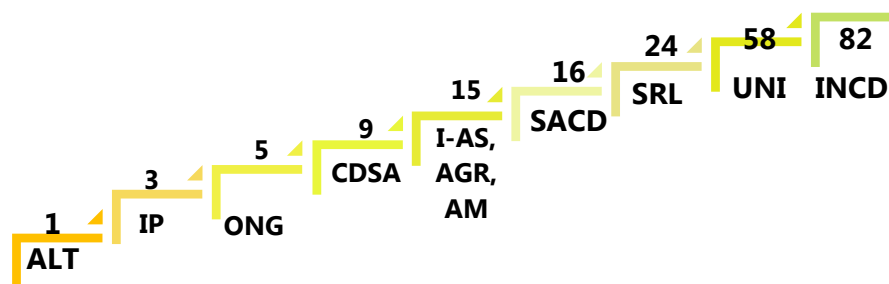 1
ALT
3
IP
5
ONG
9
CDSA
15
I-AS,
AGR,
AM
16
SACD
24
SRL
58
UNI
82
INCD